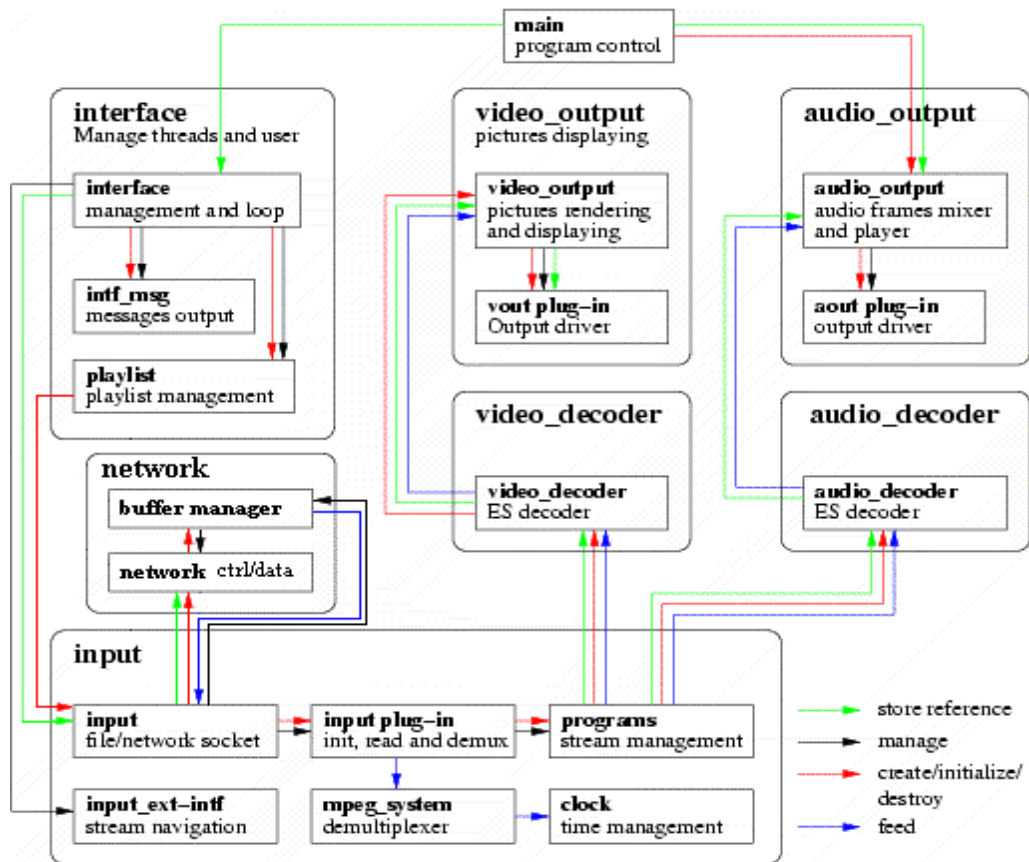 main
program control
interface
Manage threads and user
interface
management and loop
intf_msg
messages output
playlist
playlist management
video_output
pictures displaying
video_output
pictures rendering
and displaying
vout plug-in
Output driver
audio_output
audio_output
audio frames mixer
and player
aout plug-in
output driver
network
buffer manager
network ctrl/data
video_decoder
video_decoder
ES decoder
audio_decoder
audio_decoder
ES decoder
input
input
file/network socket
input plug-in
init, read and demux
programs
stream management
input_ext-intf
stream navigation
mpeg_system
demultiplexer
clock
time management
store reference
manage
create/initialize/
destroy
feed